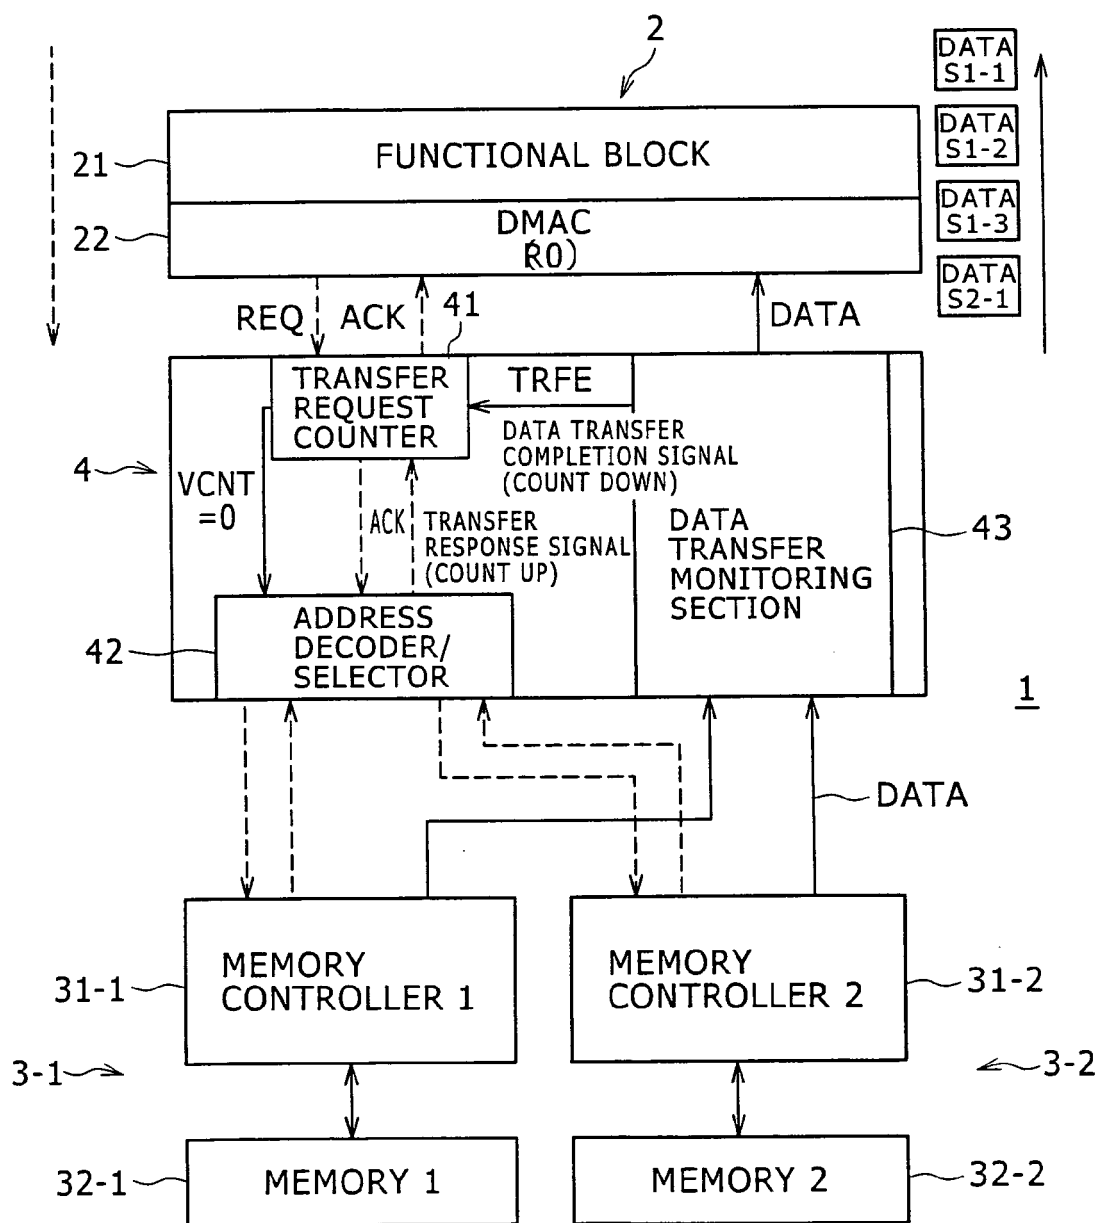 2
DATA
S1-1
DATA
S1-2
DATA
S1-3
DATA
S2-1
21
FUNCTIONAL BLOCK
22
DMAC
(R0)
REQ
ACK
41
DATA
TRANSFER
REQUEST
COUNTER
TRFE
DATA TRANSFER
COMPLETION SIGNAL
(COUNT DOWN)
4
VCNT
=0
ACK
TRANSFER
RESPONSE SIGNAL
(COUNT UP)
DATA
TRANSFER
MONITORING
SECTION
43
42
ADDRESS
DECODER/
SELECTOR
1
DATA
31-1
MEMORY
CONTROLLER 1
MEMORY
CONTROLLER 2
31-2
3-1
3-2
32-1
MEMORY 1
MEMORY 2
32-2